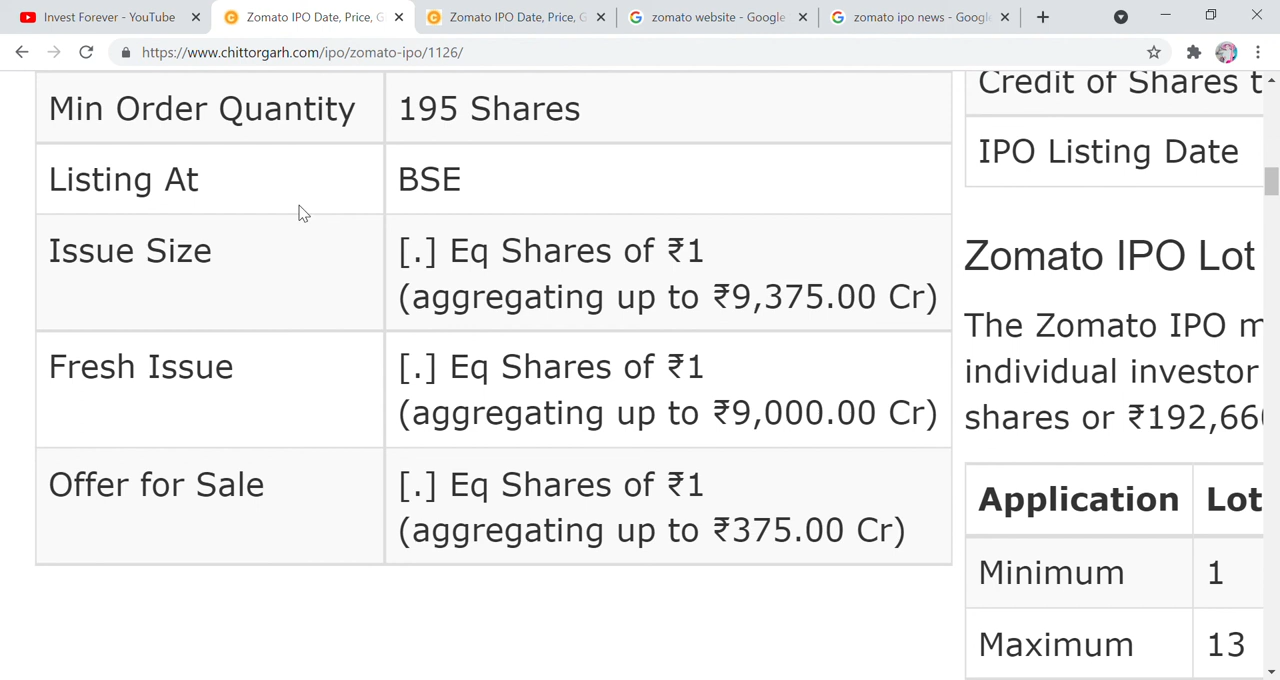 Invest Forever - YouTube
Zomato IPO Date, Price, G
Zomato IPO Date, Price, G
zomato website - Google
zomato ipo news - Google
https://www.chittorgarh.com/ipo/zomato-ipo/1126/
Min Order Quantity 195 Shares
Listing At BSE
Issue Size [.] Eq Shares of ₹1
(aggregating up to ₹9,375.00 Cr)
Fresh Issue [.] Eq Shares of ₹1
(aggregating up to ₹9,000.00 Cr)
Offer for Sale [.] Eq Shares of ₹1
(aggregating up to ₹375.00 Cr)
Credit of Shares t
IPO Listing Date
Zomato IPO Lot
The Zomato IPO m
individual investor
shares or ₹192,66
Application Lot
Minimum 1
Maximum 13